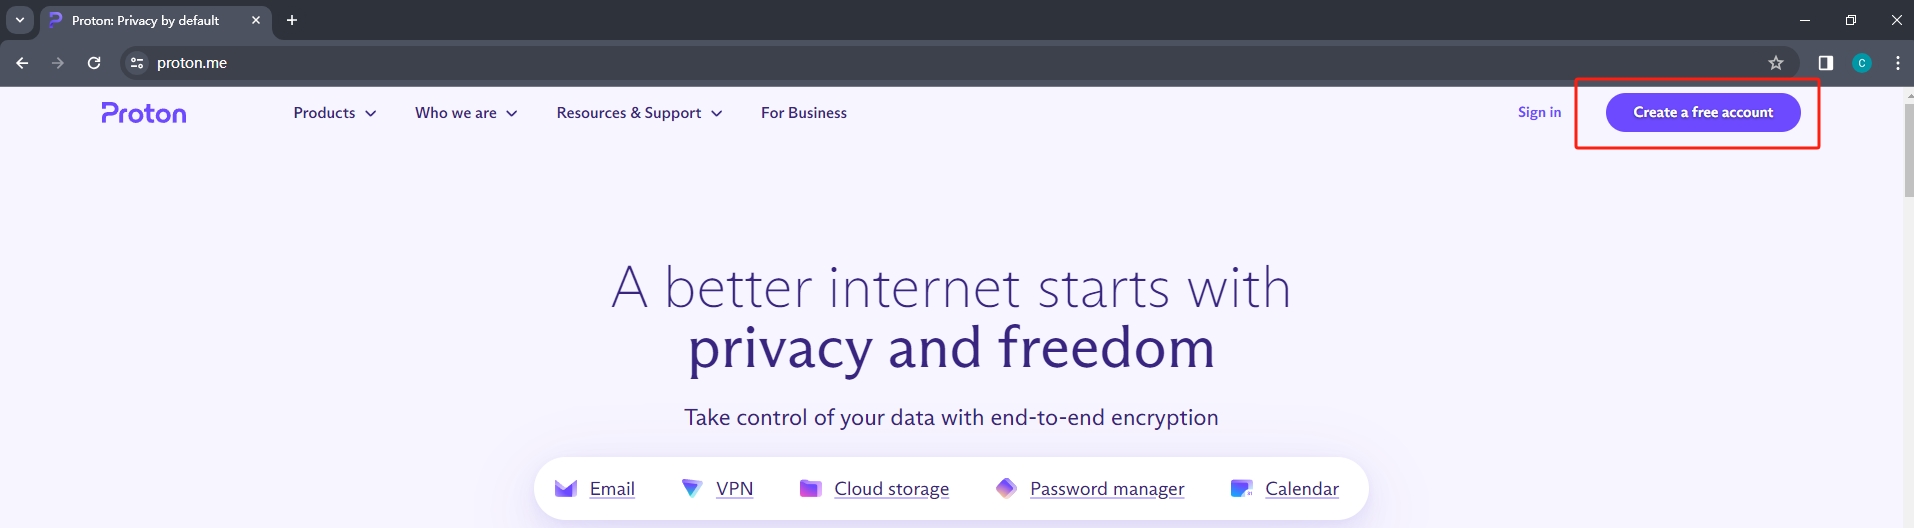 Proton: Privacy by default
proton.me
C
Proton
Products
Who we are
Resources & Support
For Business
Sign in
Create a free account
A better internet starts with
privacy and freedom
Take control of your data with end-to-end encryption
Email
VPN
Cloud storage
Password manager
Calendar